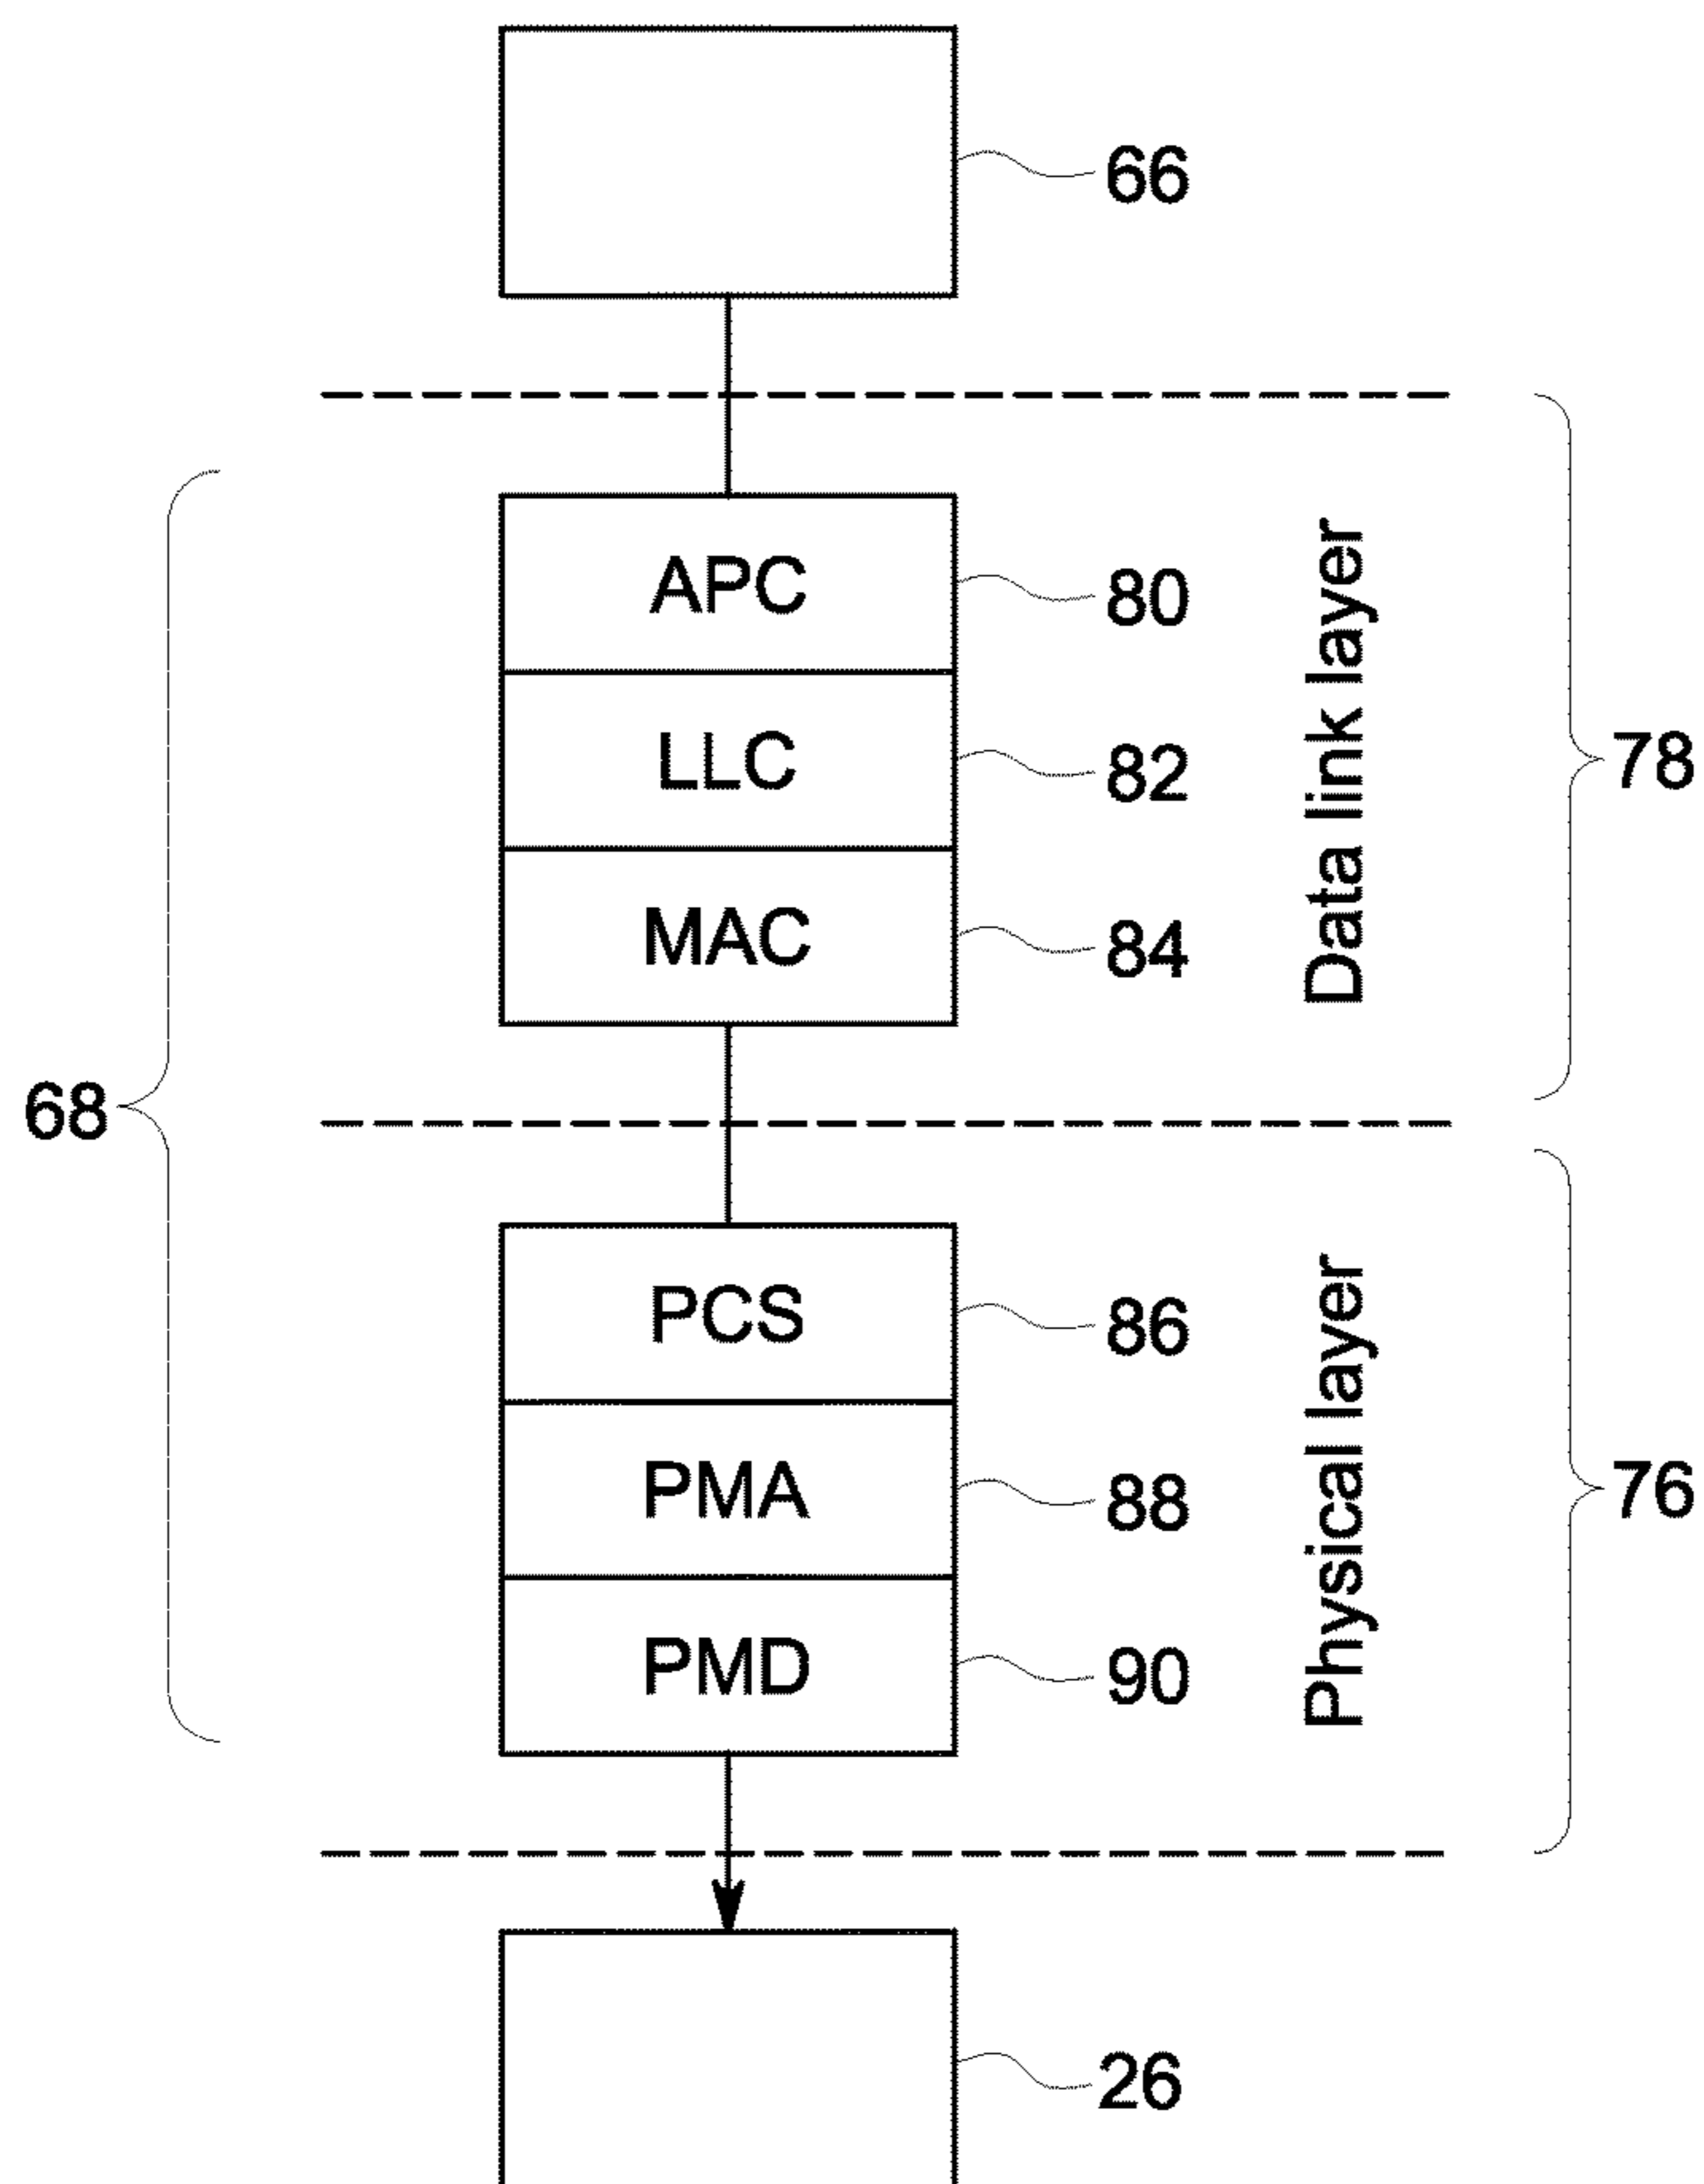 66
APC
80
LLC
82
MAC
84
Data link layer
78
68
PCS
86
PMA
88
PMD
90
Physical layer
76
26